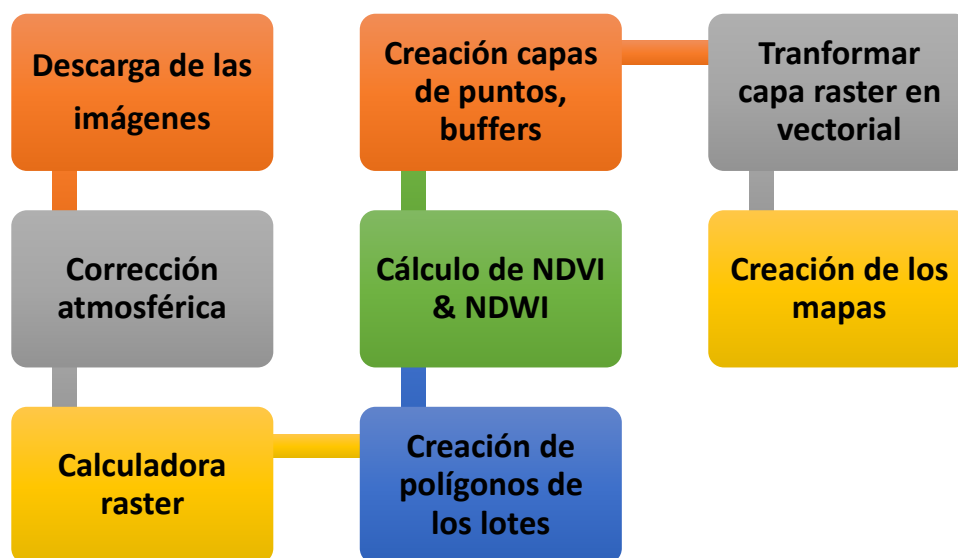 Descarga de las
imágenes
Corrección
atmosférica
Calculadora
raster
Creación de
polígonos de
los lotes
Cálculo de NDVI
& NDWI
Creación capas
de puntos,
buffers
Tranformar
capa raster en
vectorial
Creación de los
mapas